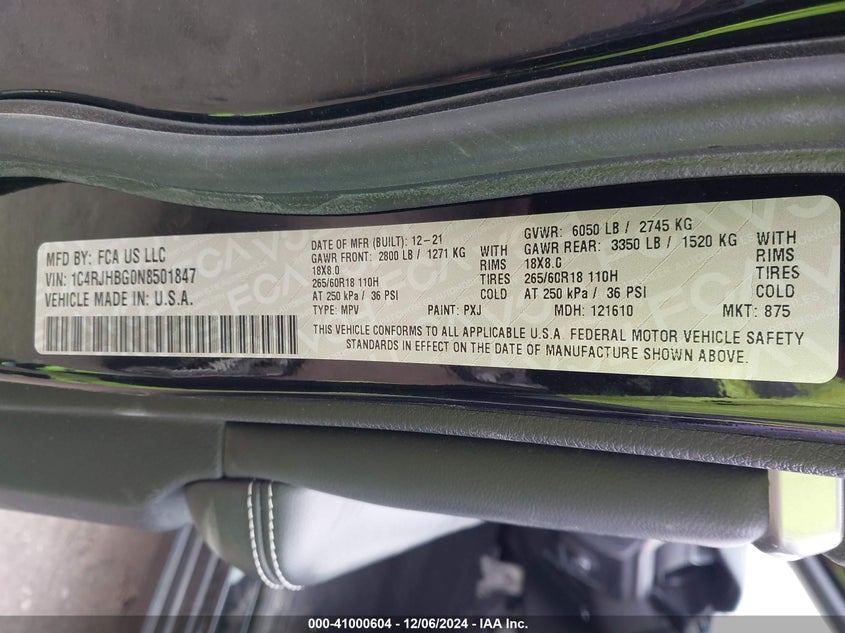 MFD BY: FCA US LLC
VIN: 1C4RJHBG0N8501847
VEHICLE MADE IN: U.S.A.
DATE OF MFR (BUILT): 12-21
GAWR FRONT: 2800 LB / 1271 KG WITH
18X8.0 RIMS
265/60R18 110H TIRES
AT 250 kPa / 36 PSI COLD
TYPE: MPV PAINT: PXJ
GVWR: 6050 LB / 2745 KG
GAWR REAR: 3350 LB / 1520 KG WITH
18X8.0 RIMS
265/60R18 110H TIRES
AT 250 kPa / 36 PSI COLD
MDH: 121610 MKT: 875
THIS VEHICLE CONFORMS TO ALL APPLICABLE U.S.A. FEDERAL MOTOR VEHICLE SAFETY
STANDARDS IN EFFECT ON THE DATE OF MANUFACTURE SHOWN ABOVE.
000-41000604 - 12/06/2024 - IAA Inc.